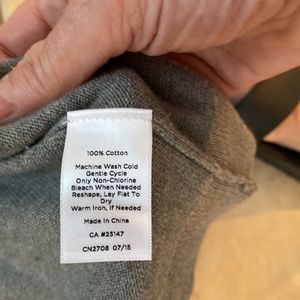 100% Cotton
Machine Wash Cold
Gentle Cycle
Only Non-Chlorine
Bleach When Needed
Reshape, Lay Flat To
Dry
Warm Iron, If Needed
Made In China
CA #23147
CN2708 07/15